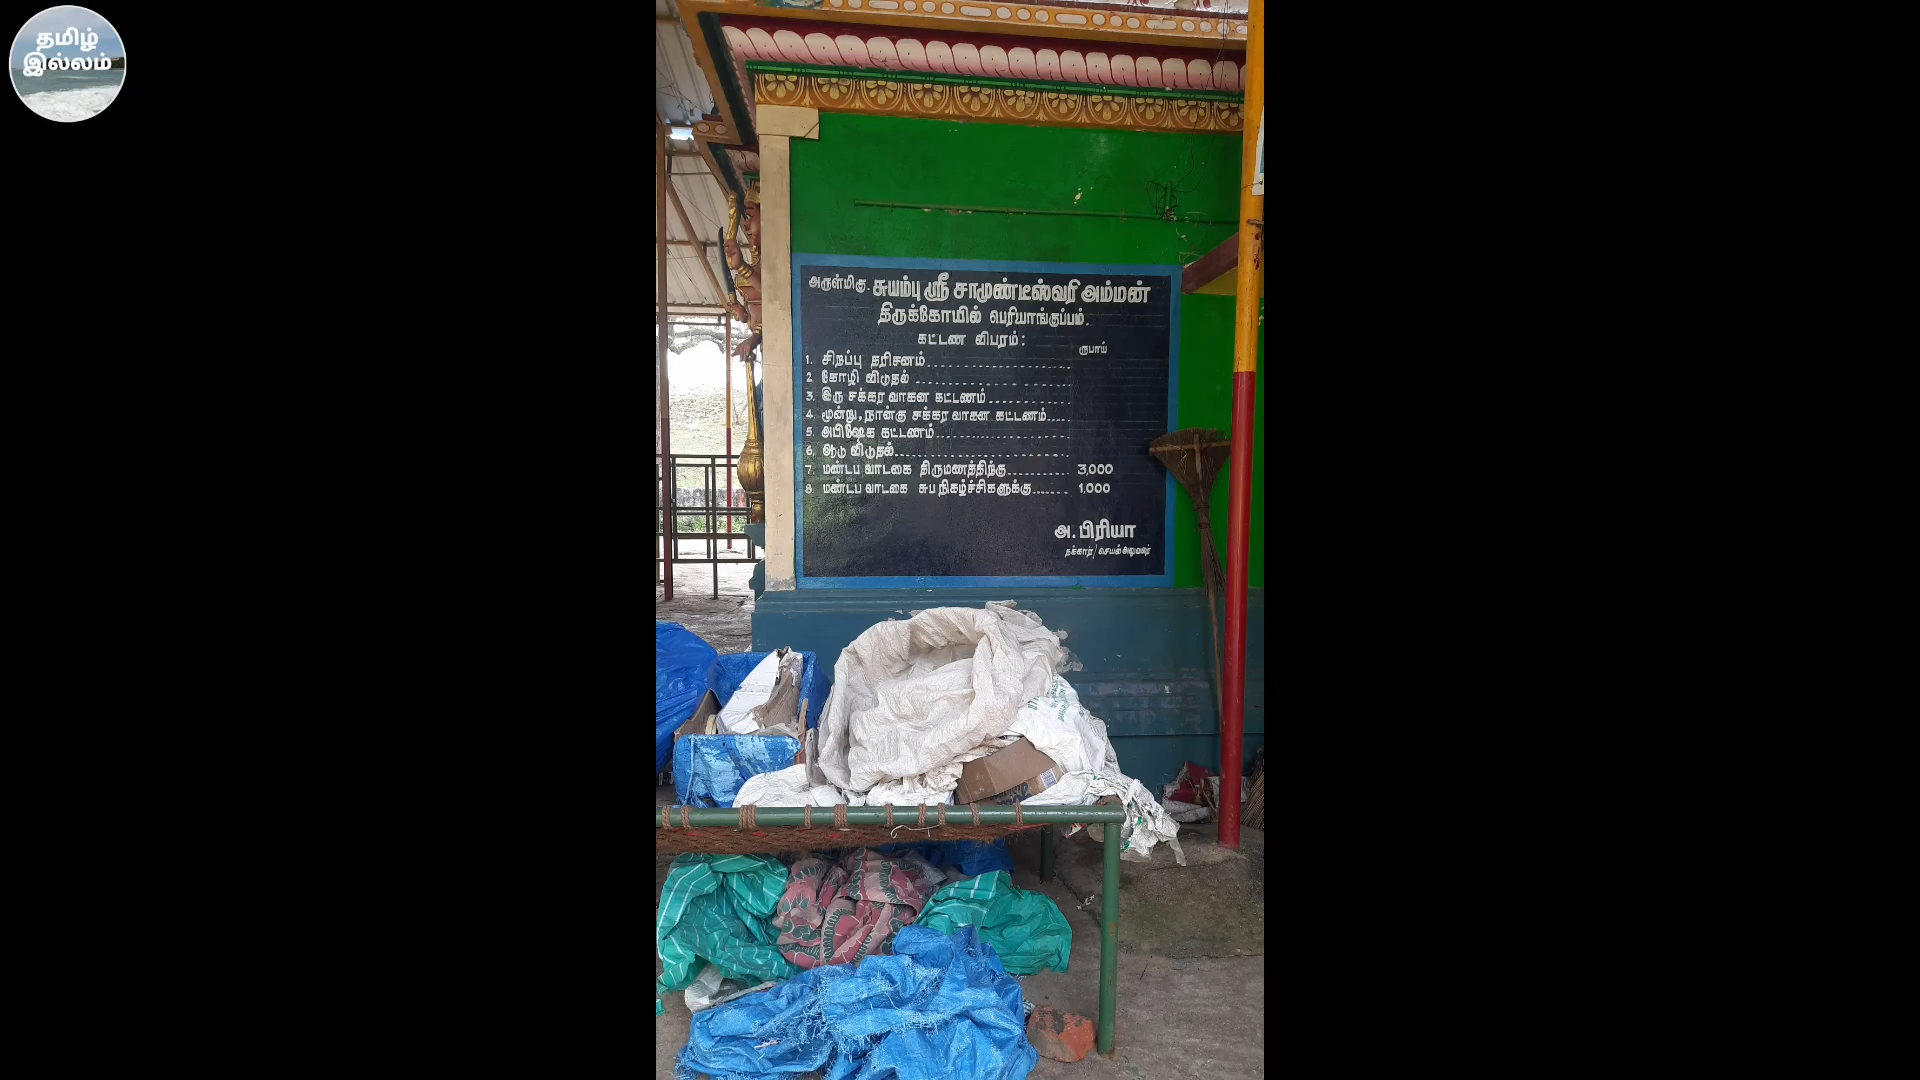 தமிழ்
இல்லம்
அருள்மிகு. சுயம்பு ஸ்ரீ சாமுண்டீஸ்வரி அம்மன்
திருக்கோயில் பெரியாங்குப்பம்.
கட்டண விபரம் :
ரூபாய்
1. சிறப்பு தரிசனம்
2. கோழி விடுதல்
3. இரு சக்கர வாகன கட்டணம்
4. மூன்று, நான்கு சக்கர வாகன கட்டணம்
5. அபிஷேக கட்டணம்
6. ஆடு விடுதல்
7. மண்டப வாடகை திருமணத்திற்கு 3,000
8. மண்டப வாடகை சுப நிகழ்ச்சிகளுக்கு 1,000
அ. பிரியா
தக்கார்/செயல் அலுவலர்